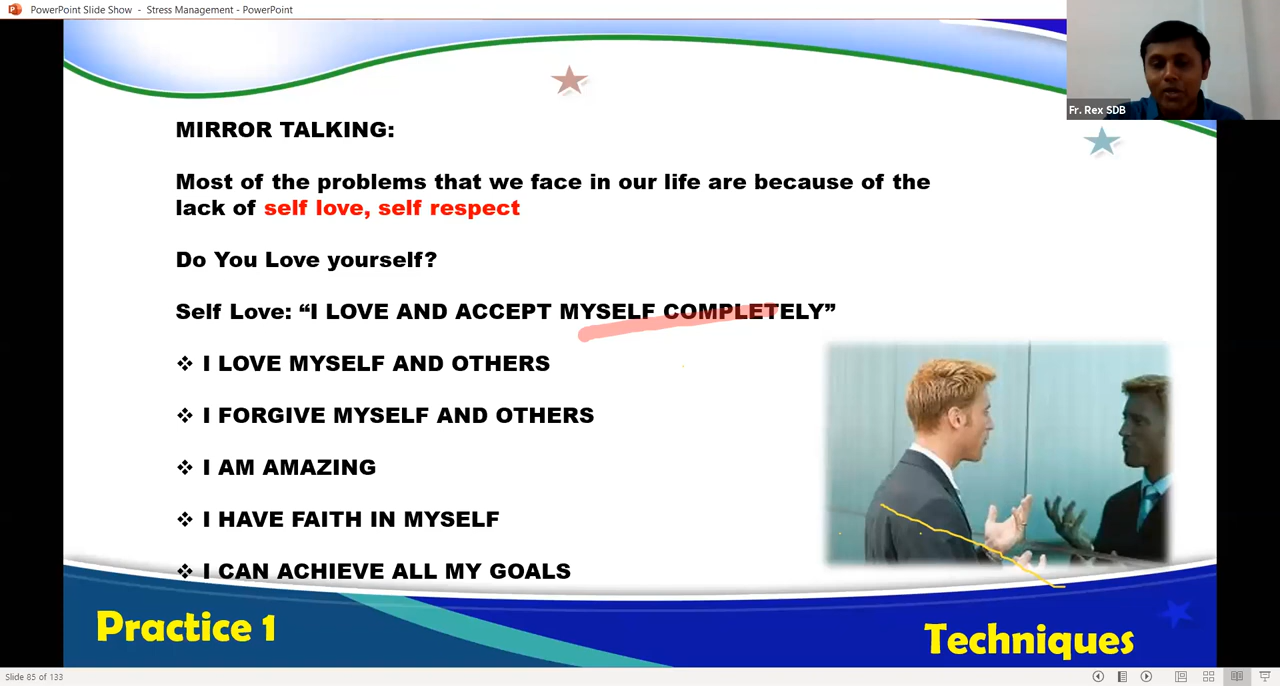 PowerPoint Slide Show - Stress Management - PowerPoint
Fr. Rex SDB
MIRROR TALKING:
Most of the problems that we face in our life are because of the
lack of self love, self respect
Do You Love yourself?
Self Love: “I LOVE AND ACCEPT MYSELF COMPLETELY”
❖ I LOVE MYSELF AND OTHERS
❖ I FORGIVE MYSELF AND OTHERS
❖ I AM AMAZING
❖ I HAVE FAITH IN MYSELF
❖ I CAN ACHIEVE ALL MY GOALS
Practice 1
Techniques
Slide 85 of 133